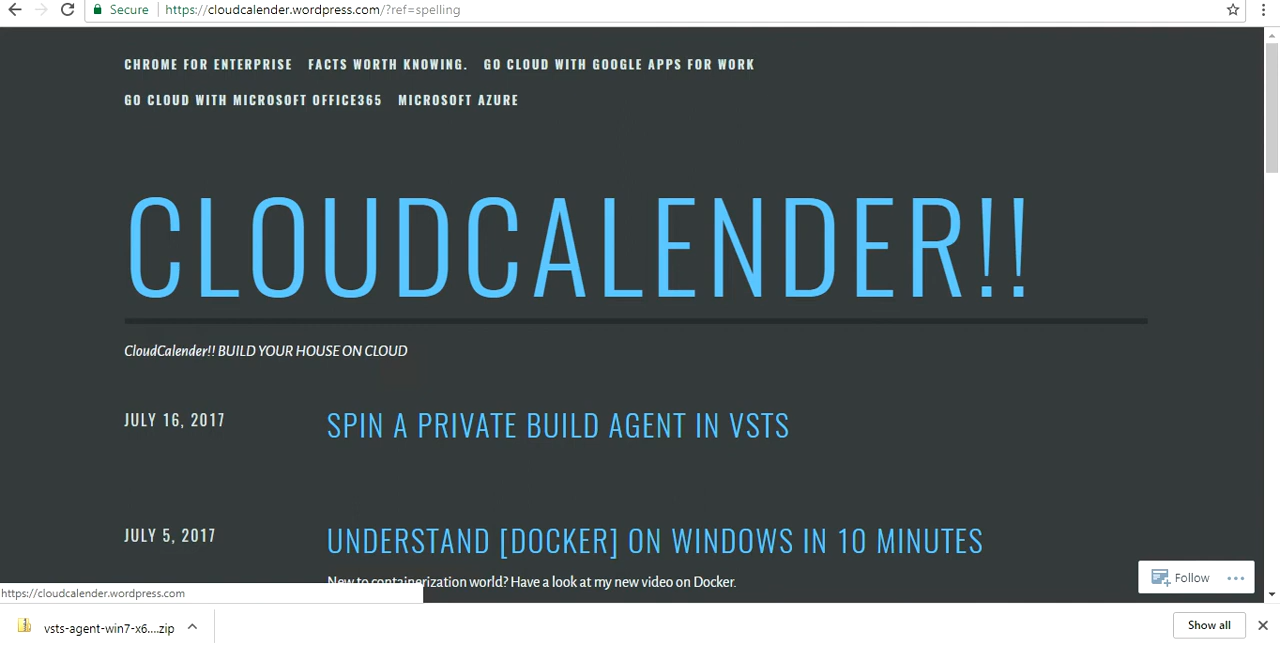 Secure https://cloudcalender.wordpress.com/?ref=spelling
CHROME FOR ENTERPRISE FACTS WORTH KNOWING. GO CLOUD WITH GOOGLE APPS FOR WORK
GO CLOUD WITH MICROSOFT OFFICE365 MICROSOFT AZURE
CLOUDCALENDER!!
CloudCalender!! BUILD YOUR HOUSE ON CLOUD
JULY 16, 2017 SPIN A PRIVATE BUILD AGENT IN VSTS
JULY 5, 2017 UNDERSTAND [DOCKER] ON WINDOWS IN 10 MINUTES
New to containerization world? Have a look at my new video on Docker.
Follow
https://cloudcalender.wordpress.com
vsts-agent-win7-x6....zip
Show all